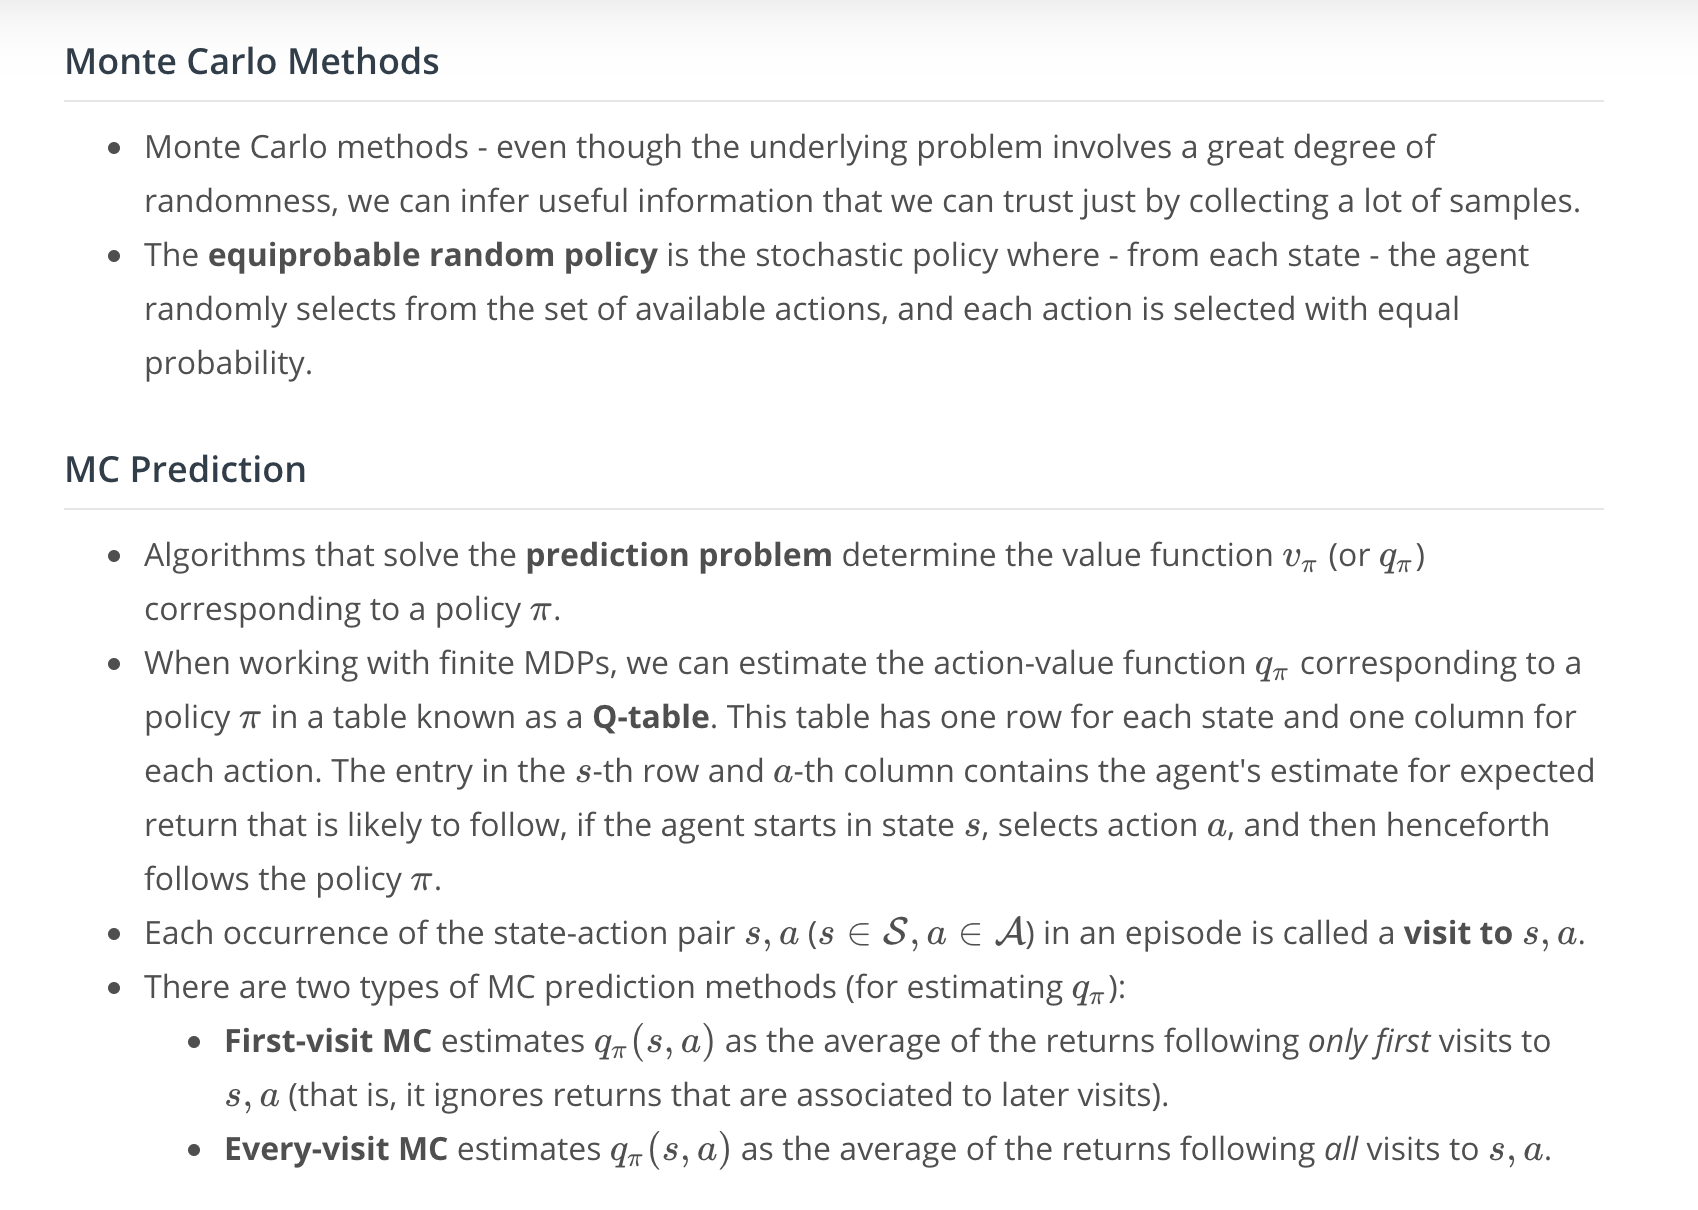 Monte Carlo Methods
• Monte Carlo methods - even though the underlying problem involves a great degree of
randomness, we can infer useful information that we can trust just by collecting a lot of samples.
• The equiprobable random policy is the stochastic policy where - from each state - the agent
randomly selects from the set of available actions, and each action is selected with equal
probability.
MC Prediction
• Algorithms that solve the prediction problem determine the value function $v_\pi$ (or $q_\pi$)
corresponding to a policy $\pi$.
• When working with finite MDPs, we can estimate the action-value function $q_\pi$ corresponding to a
policy $\pi$ in a table known as a Q-table. This table has one row for each state and one column for
each action. The entry in the $s$-th row and $a$-th column contains the agent's estimate for expected
return that is likely to follow, if the agent starts in state $s$, selects action $a$, and then henceforth
follows the policy $\pi$.
• Each occurrence of the state-action pair $s, a$ ($s \in \mathcal{S}, a \in \mathcal{A}$) in an episode is called a visit to $s, a$.
• There are two types of MC prediction methods (for estimating $q_\pi$):
• First-visit MC estimates $q_\pi(s, a)$ as the average of the returns following only first visits to
$s, a$ (that is, it ignores returns that are associated to later visits).
• Every-visit MC estimates $q_\pi(s, a)$ as the average of the returns following all visits to $s, a$.